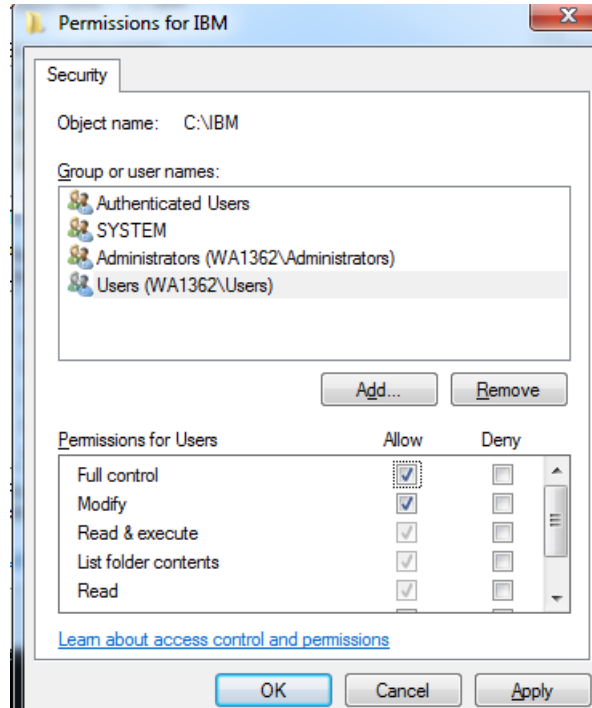 Permissions for IBM
Security
Object name: C:\IBM
Group or user names:
Authenticated Users
SYSTEM
Administrators (WA1362\Administrators)
Users (WA1362\Users)
Add... Remove
Permissions for Users Allow Deny
Full control
Modify
Read & execute
List folder contents
Read
Learn about access control and permissions
OK Cancel Apply